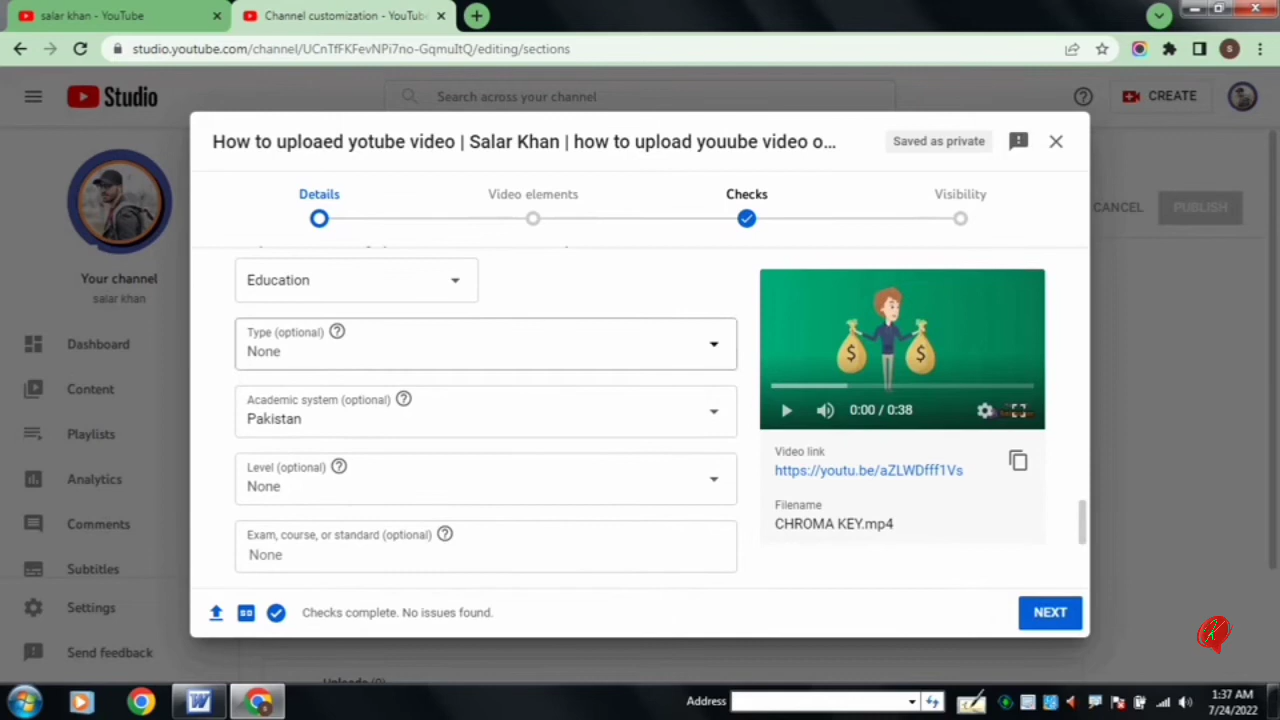 salar khan - YouTube
Channel customization - YouTube
studio.youtube.com/channel/UCnTfFKFevNPi7no-GqmuItQ/editing/sections
S
Studio
Search across your channel
CREATE
How to uploaed yotube video | Salar Khan | how to upload youube video o...
Saved as private
Details
Video elements
Checks
Visibility
CANCEL
PUBLISH
Your channel
salar khan
Dashboard
Content
Playlists
Analytics
Comments
Subtitles
Settings
Send feedback
Education
Type (optional)
None
Academic system (optional)
Pakistan
Level (optional)
None
Exam, course, or standard (optional)
None
$ $
0:00 / 0:38
Video link
https://youtu.be/aZLWDfff1Vs
Filename
CHROMA KEY.mp4
SD
Checks complete. No issues found.
NEXT
K
Address
1:37 AM
7/24/2022